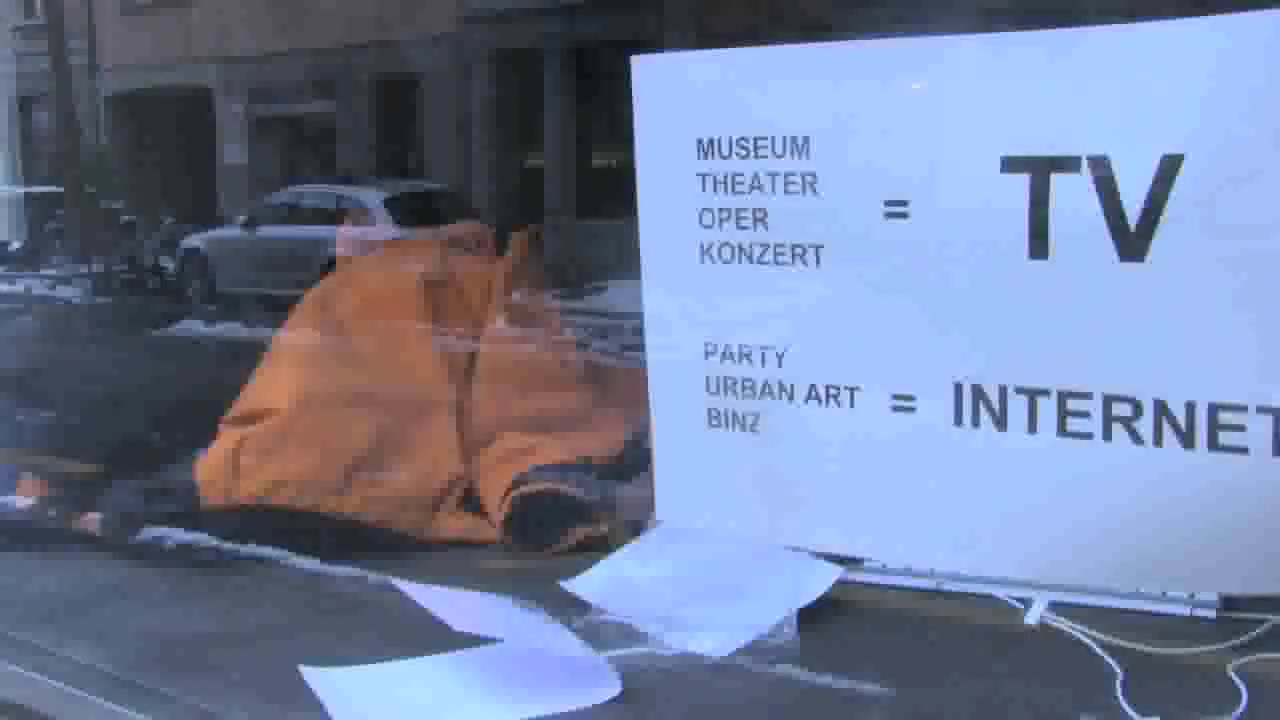 MUSEUM
THEATER
OPER
KONZERT
= TV
PARTY
URBAN ART
BINZ
= INTERNET